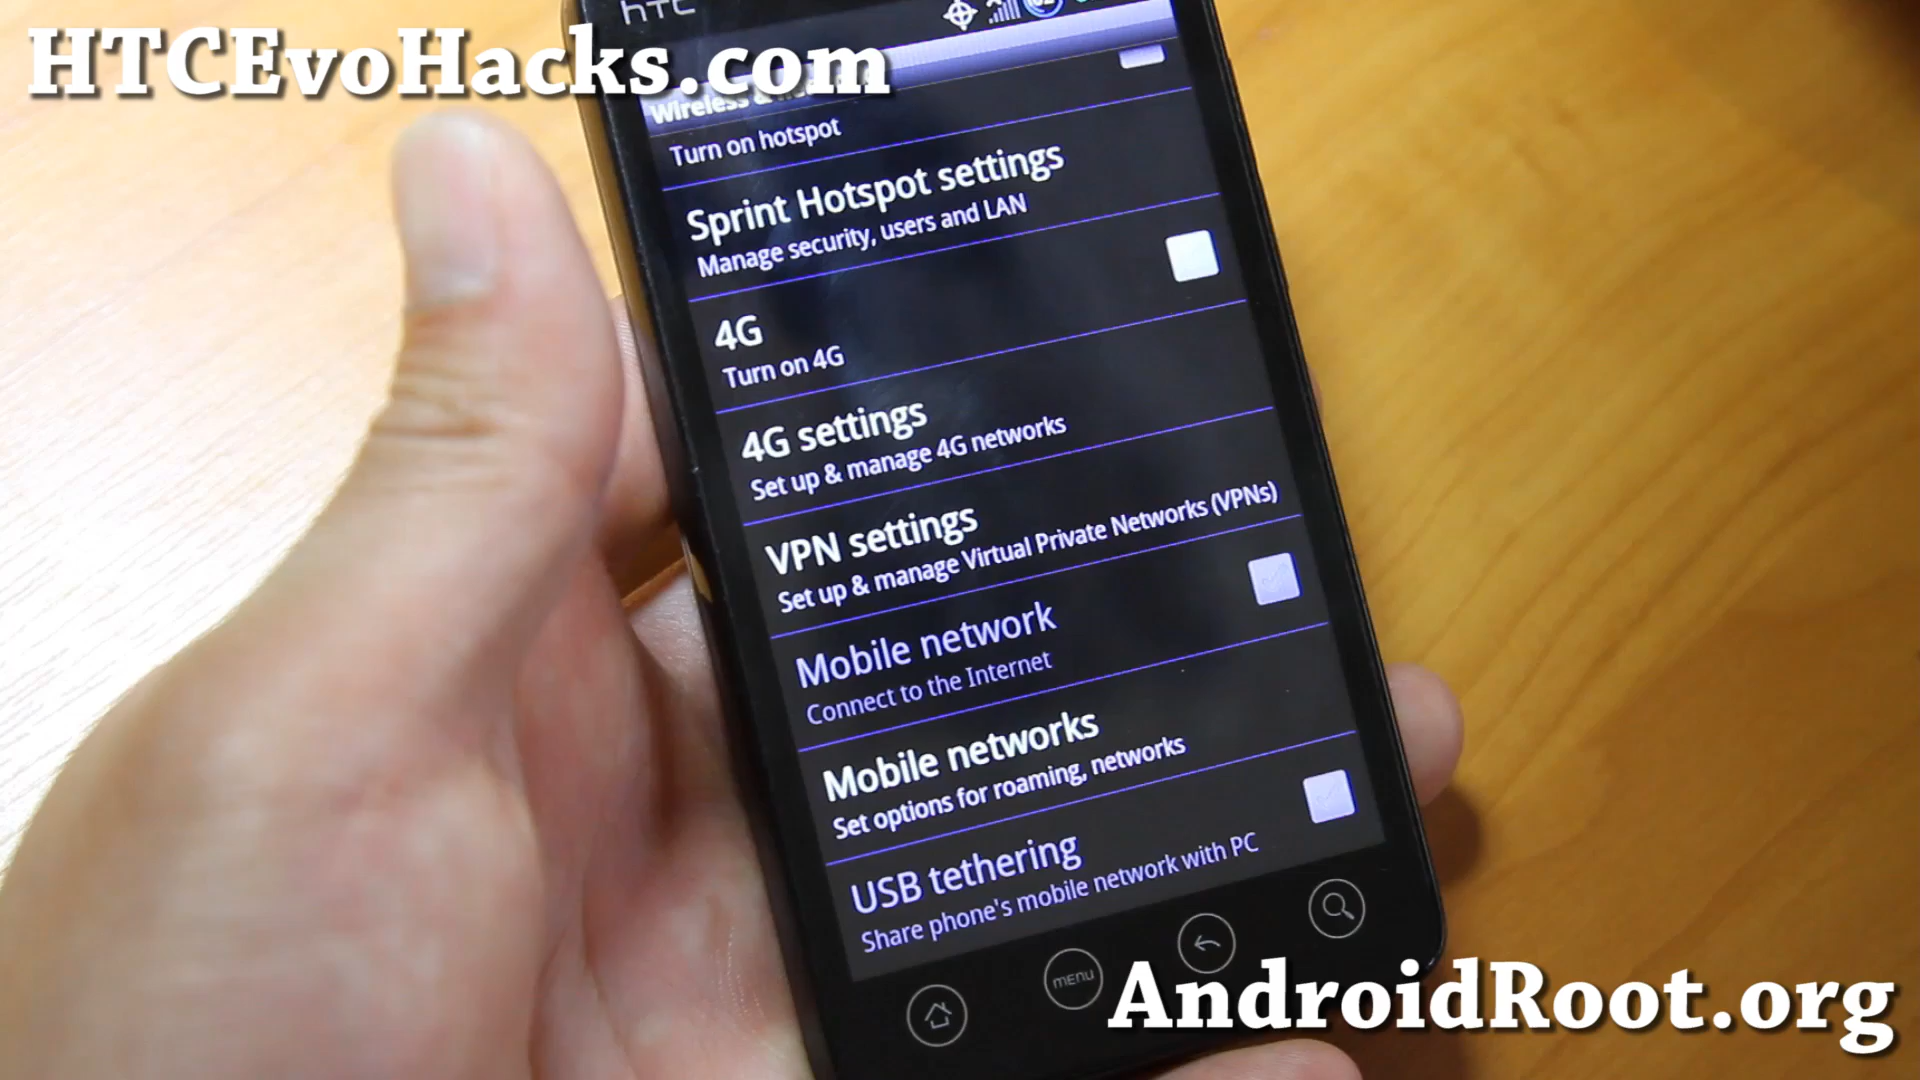 hTC
HTCEvoHacks.com
Wireless &
Turn on hotspot
Sprint Hotspot settings
Manage security, users and LAN
4G
Turn on 4G
4G settings
Set up & manage 4G networks
VPN settings
Set up & manage Virtual Private Networks (VPNs)
Mobile network
Connect to the Internet
Mobile networks
Set options for roaming, networks
USB tethering
Share phone's mobile network with PC
menu
AndroidRoot.org